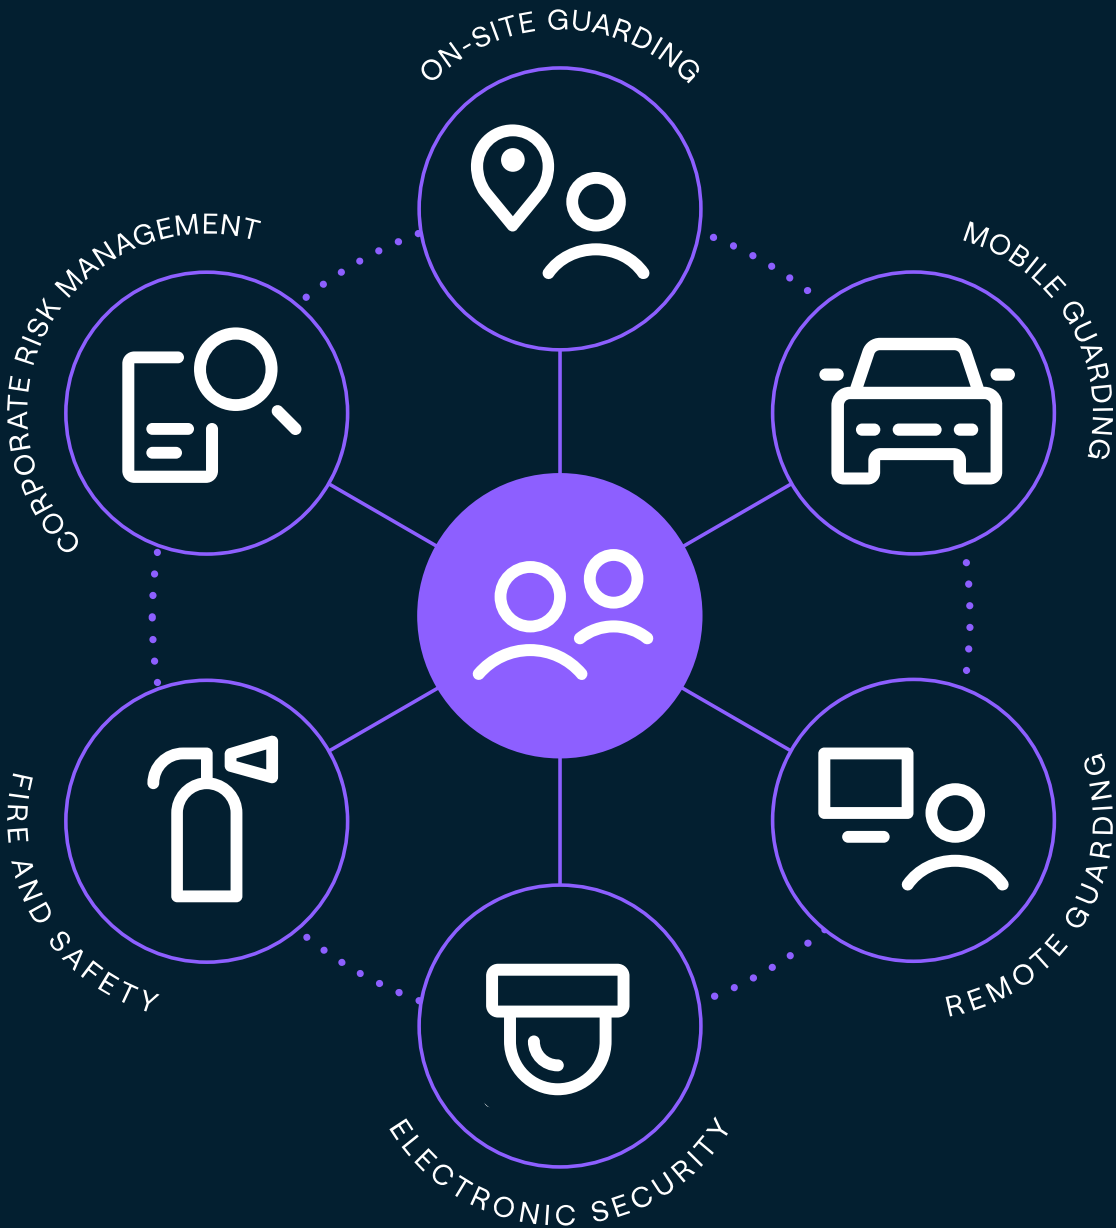 ON-SITE GUARDING
MOBILE GUARDING
REMOTE GUARDING
ELECTRONIC SECURITY
FIRE AND SAFETY
CORPORATE RISK MANAGEMENT